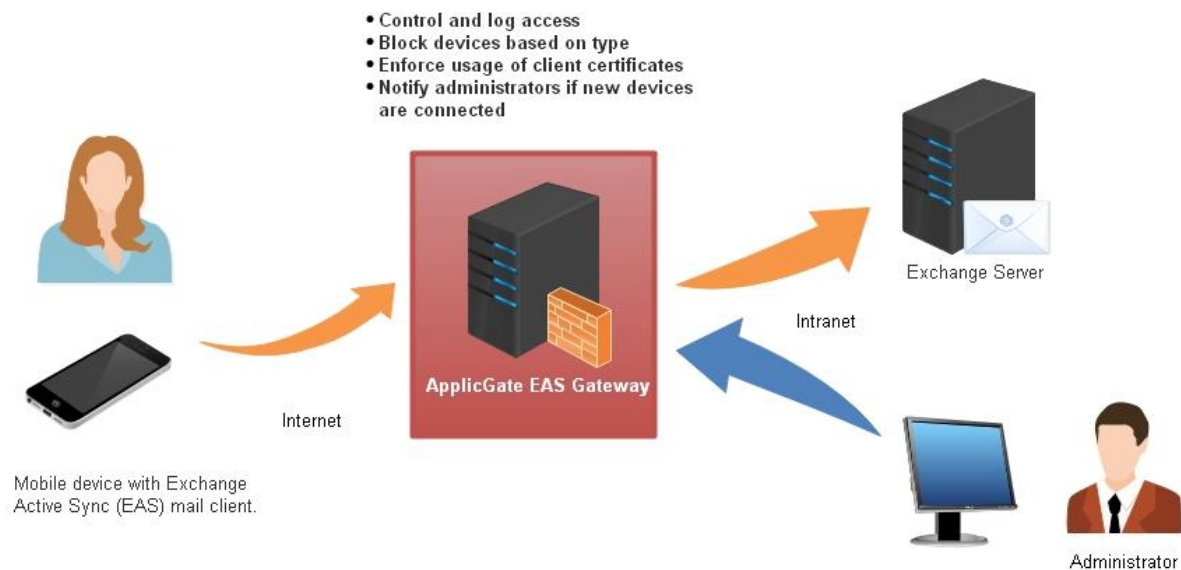 • Control and log access
• Block devices based on type
• Enforce usage of client certificates
• Notify administrators if new devices
are connected
Exchange Server
Intranet
ApplicGate EAS Gateway
Internet
Mobile device with Exchange
Active Sync (EAS) mail client.
Administrator